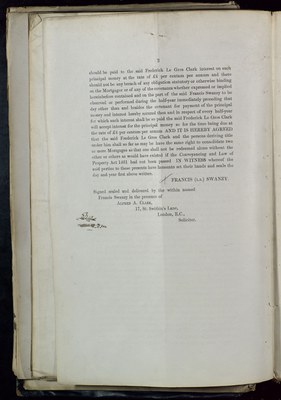 2
should be paid to the said Frederick Le Gros Clark interest on such
principal money at the rate of £4 per centum per annum and there
should not be any breach of any obligation statutory or otherwise binding
on the Mortgagor or of any of the covenants whether expressed or implied
hereinbefore contained and on the part of the said Francis Swaney to be
observed or performed during the half-year immediately preceding that
day other than and besides the covenant for payment of the principal
money and interest hereby secured then and in respect of every half-year
for which such interest shall be so paid the said Frederick Le Gros Clark
will accept interest for the principal money or for the time being due at
the rate of £4 per centum per annum AND IT IS HEREBY AGREED
that the said Frederick Le Gros Clark and the persons deriving title
under him shall so far as may be have the same right to consolidate two
or more Mortgages so that one shall not be redeemed alone without the
other or others as would have existed if the Conveyancing and Law of
Property Act 1881 had not been passed IN WITNESS whereof the
said parties to these presents have hereunto set their hands and seals the
day and year first above written.
FRANCIS (L.S.) SWANEY
Signed sealed and delivered by the within named
Francis Swaney in the presence of
17, St. Swithin's Lane,
London, E.C.,
Solicitor.